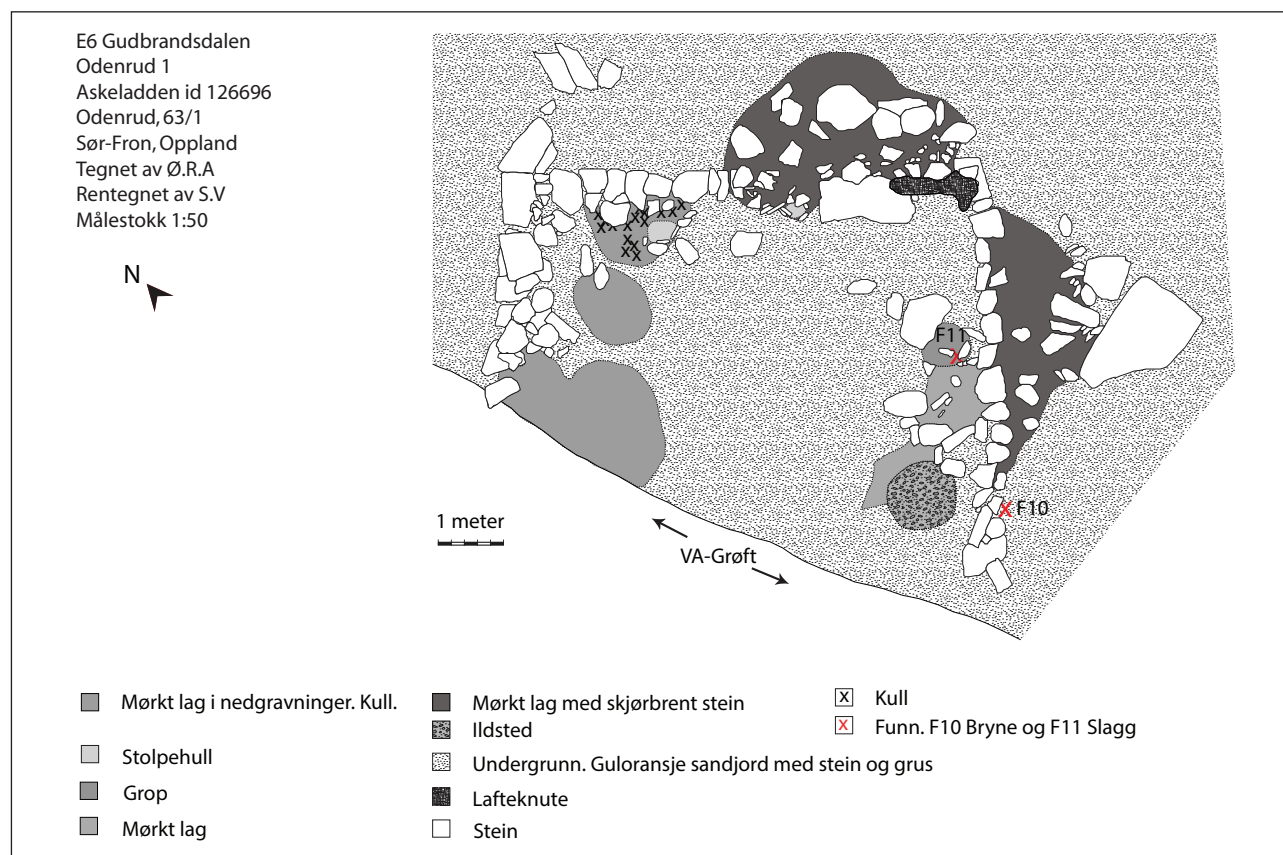 E6 Gudbrandsdalen
Odenrud 1
Askeladden id 126696
Odenrud, 63/1
Sør-Fron, Oppland
Tegnet av Ø.R.A
Rentegnet av S.V
Målestokk 1:50
N
F11
F10
1 meter
VA-Grøft
Mørkt lag i nedgravninger. Kull.
Stolpehull
Grop
Mørkt lag
Mørkt lag med skjørbrent stein
Ildsted
Undergrunn. Guloransje sandjord med stein og grus
Lafteknute
Stein
X Kull
X Funn. F10 Bryne og F11 Slagg